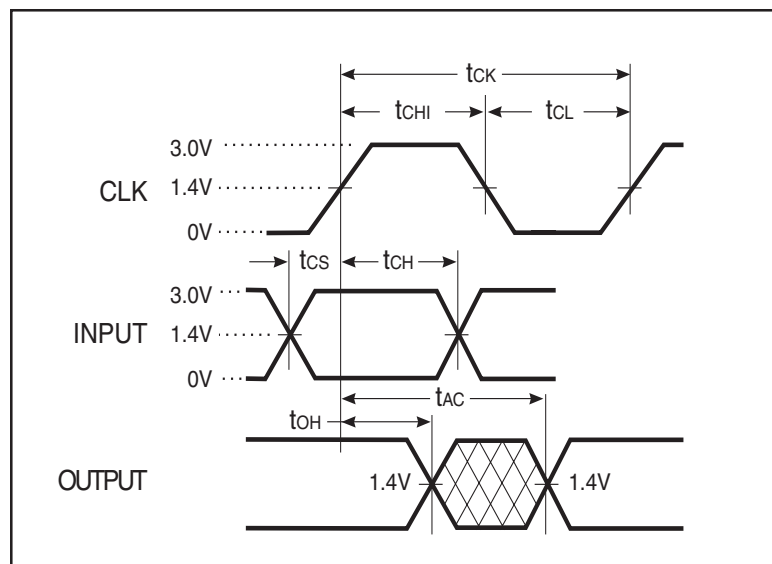 tCK
tCHI tCL
3.0V
CLK 1.4V
0V
tCS tCH
3.0V
INPUT 1.4V
0V
tAC
tOH
OUTPUT 1.4V 1.4V